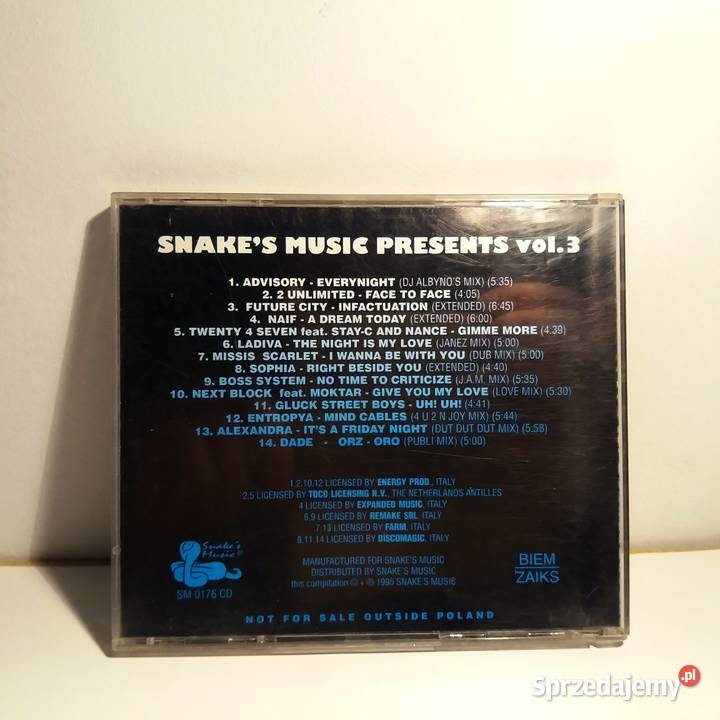 SNAKE'S MUSIC PRESENTS vol.3
1. ADVISORY - EVERYNIGHT (DJ ALBYNO'S MIX) (5:35)
2. 2 UNLIMITED - FACE TO FACE (4:05)
3. FUTURE CITY - INFACTUATION (EXTENDED) (6:45)
4. NAIF - A DREAM TODAY (EXTENDED) (6:00)
5. TWENTY 4 SEVEN feat. STAY-C AND NANCE - GIMME MORE (4:39)
6. LADIVA - THE NIGHT IS MY LOVE (JANEZ MIX) (5:00)
7. MISSIS SCARLET - I WANNA BE WITH YOU (DUB MIX) (5:00)
8. SOPHIA - RIGHT BESIDE YOU (EXTENDED) (4:40)
9. BOSS SYSTEM - NO TIME TO CRITICIZE (J.A.M. MIX) (5:35)
10. NEXT BLOCK feat. MOKTAR - GIVE YOU MY LOVE (LOVE MIX) (5:30)
11. GLUCK STREET BOYS - UH! UH! (4:41)
12. ENTROPYA - MIND CABLES (4 U 2 N JOY MIX) (5:44)
13. ALEXANDRA - IT'S A FRIDAY NIGHT (DUT DUT DUT MIX) (5:58)
14. DADE - ORZ - ORO (PUBLI MIX) (5:00)
1,2,10,12 LICENSED BY ENERGY PROD., ITALY
2,5 LICENSED BY TOCO LICENSING N.V., THE NETHERLANDS ANTILLES
4 LICENSED BY EXPANDED MUSIC, ITALY
6,9 LICENSED BY REMAKE SRL, ITALY
7,13 LICENSED BY FARM, ITALY
8,11,14 LICENSED BY DISCOMAGIC, ITALY
Snake's Music®
SM 0176 CD
MANUFACTURED FOR SNAKE'S MUSIC
DISTRIBUTED BY SNAKE'S MUSIC
this compilation © + ℗ 1995 SNAKE'S MUSIC
BIEM
ZAIKS
NOT FOR SALE OUTSIDE POLAND
Sprzedajemy.pl